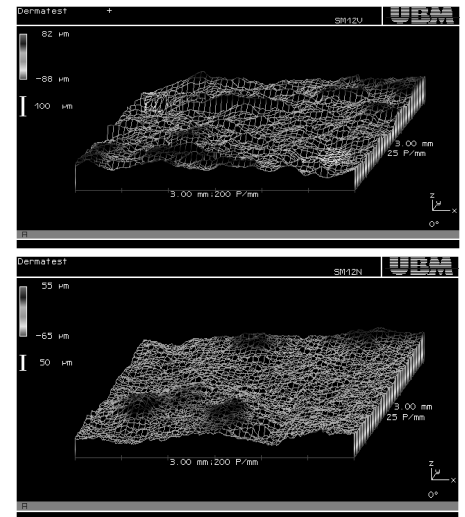 Dermatest +
SM12V UBM
82 µm
-88 µm
100 µm
3.00 mm
25 P/mm
3.00 mm:200 P/mm
z
y
x
0°
A
Dermatest
SM12N UBM
55 µm
-65 µm
50 µm
3.00 mm
25 P/mm
3.00 mm:200 P/mm
z
y
x
0°
A